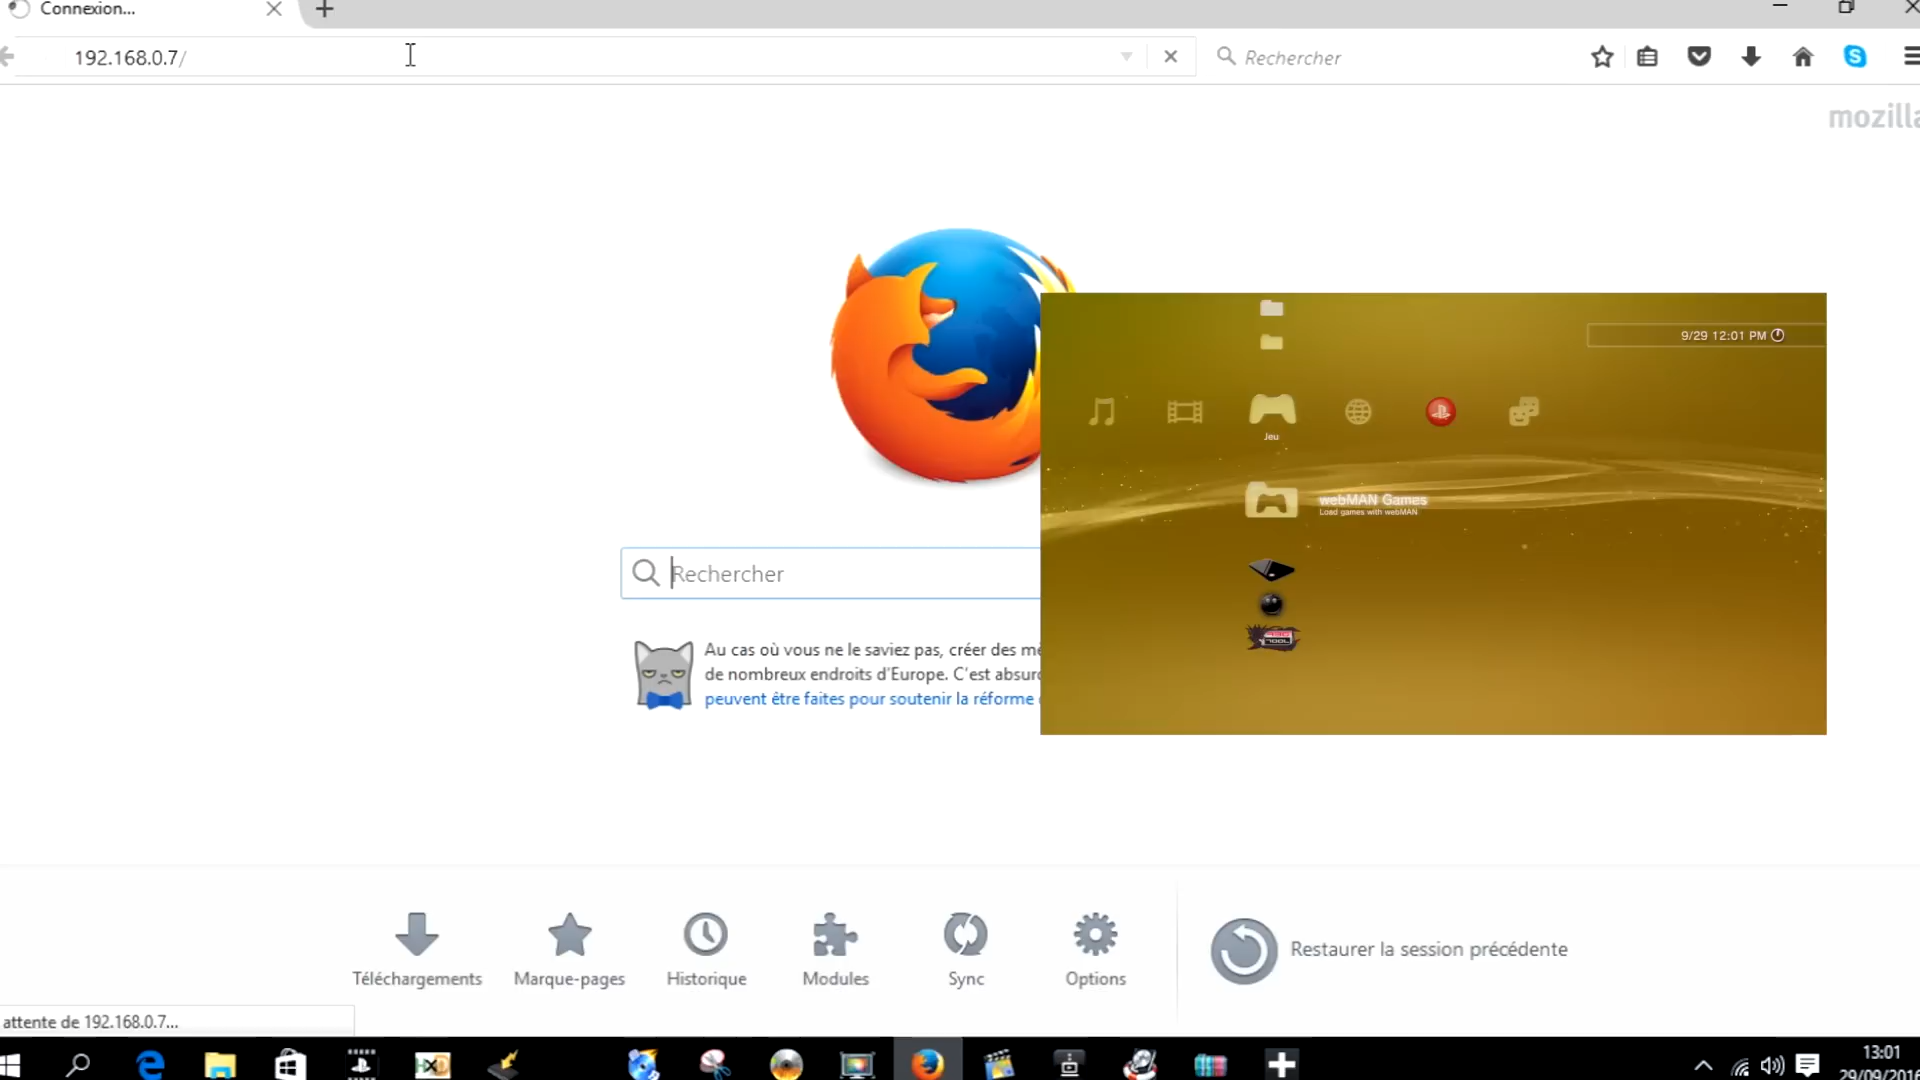 Connexion...
192.168.0.7/
Rechercher
mozilla
9/29 12:01 PM
Jeu
webMAN Games
Load games with webMAN
Rechercher
Au cas où vous ne le saviez pas, créer des
de nombreux endroits d'Europe. C'est
peuvent être faites pour soutenir la réforme
Téléchargements
Marque-pages
Historique
Modules
Sync
Options
Restaurer la session précédente
attente de 192.168.0.7...
13:01
29/09/2016